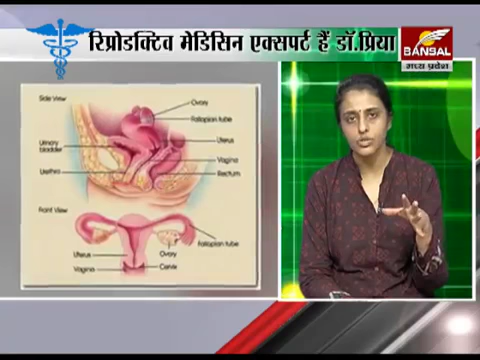 रिप्रोडक्टिव मेडिसिन एक्सपर्ट हैं डॉ.प्रिया
BANSAL
मध्य प्रदेश
Side View
Ovary
Fallopian tube
Urinary
bladder
Uterus
Vagina
Urethra
Rectum
Front View
Fallopian tube
Uterus
Ovary
Vagina
Cervix